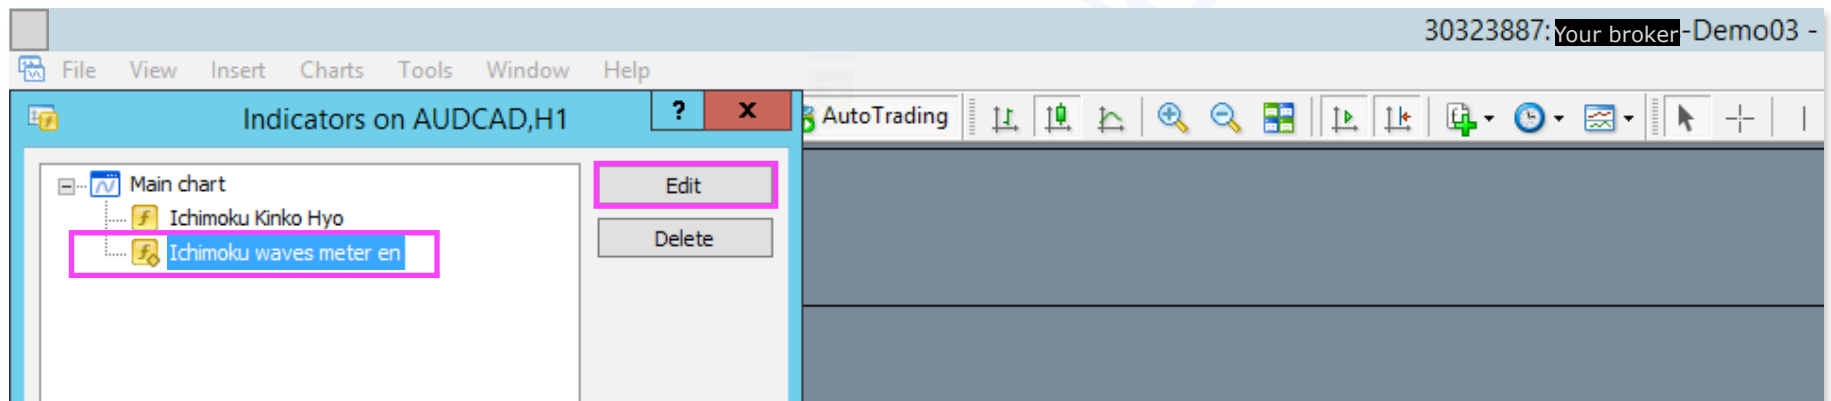 30323887: Your broker-Demo03 -
File View Insert Charts Tools Window Help
Indicators on AUDCAD,H1 ? X
AutoTrading
Main chart
Edit
Ichimoku Kinko Hyo
Delete
Ichimoku waves meter en